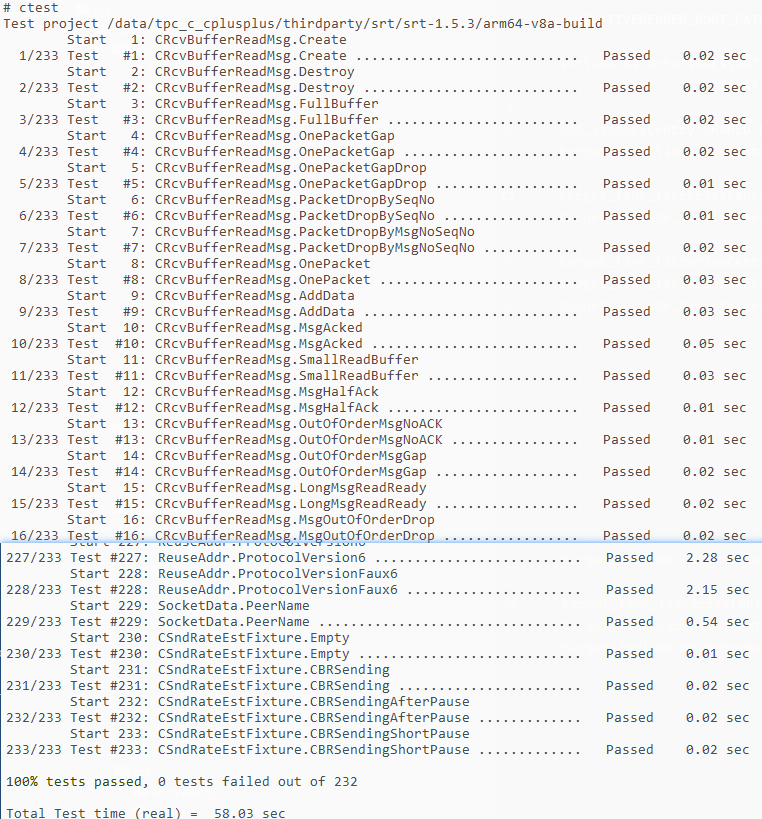 # ctest
Test project /data/tpc_c_cplusplus/thirdparty/srt/srt-1.5.3/arm64-v8a-build
        Start   1: CRcvBufferReadMsg.Create
  1/233 Test   #1: CRcvBufferReadMsg.Create ............................   Passed    0.02 sec
        Start   2: CRcvBufferReadMsg.Destroy
  2/233 Test   #2: CRcvBufferReadMsg.Destroy ...........................   Passed    0.02 sec
        Start   3: CRcvBufferReadMsg.FullBuffer
  3/233 Test   #3: CRcvBufferReadMsg.FullBuffer ........................   Passed    0.02 sec
        Start   4: CRcvBufferReadMsg.OnePacketGap
  4/233 Test   #4: CRcvBufferReadMsg.OnePacketGap ......................   Passed    0.02 sec
        Start   5: CRcvBufferReadMsg.OnePacketGapDrop
  5/233 Test   #5: CRcvBufferReadMsg.OnePacketGapDrop ..................   Passed    0.01 sec
        Start   6: CRcvBufferReadMsg.PacketDropBySeqNo
  6/233 Test   #6: CRcvBufferReadMsg.PacketDropBySeqNo .................   Passed    0.01 sec
        Start   7: CRcvBufferReadMsg.PacketDropByMsgNoSeqNo
  7/233 Test   #7: CRcvBufferReadMsg.PacketDropByMsgNoSeqNo ............   Passed    0.02 sec
        Start   8: CRcvBufferReadMsg.OnePacket
  8/233 Test   #8: CRcvBufferReadMsg.OnePacket .........................   Passed    0.03 sec
        Start   9: CRcvBufferReadMsg.AddData
  9/233 Test   #9: CRcvBufferReadMsg.AddData ...........................   Passed    0.03 sec
        Start  10: CRcvBufferReadMsg.MsgAcked
 10/233 Test  #10: CRcvBufferReadMsg.MsgAcked ..........................   Passed    0.05 sec
        Start  11: CRcvBufferReadMsg.SmallReadBuffer
 11/233 Test  #11: CRcvBufferReadMsg.SmallReadBuffer ...................   Passed    0.03 sec
        Start  12: CRcvBufferReadMsg.MsgHalfAck
 12/233 Test  #12: CRcvBufferReadMsg.MsgHalfAck ........................   Passed    0.01 sec
        Start  13: CRcvBufferReadMsg.OutOfOrderMsgNoACK
 13/233 Test  #13: CRcvBufferReadMsg.OutOfOrderMsgNoACK ................   Passed    0.01 sec
        Start  14: CRcvBufferReadMsg.OutOfOrderMsgGap
 14/233 Test  #14: CRcvBufferReadMsg.OutOfOrderMsgGap ..................   Passed    0.02 sec
        Start  15: CRcvBufferReadMsg.LongMsgReadReady
 15/233 Test  #15: CRcvBufferReadMsg.LongMsgReadReady ..................   Passed    0.02 sec
        Start  16: CRcvBufferReadMsg.MsgOutOfOrderDrop
 16/233 Test  #16: CRcvBufferReadMsg.MsgOutOfOrderDrop .................   Passed    0.02 sec
        Start 227: ReuseAddr.ProtocolVersion6
227/233 Test #227: ReuseAddr.ProtocolVersion6 ..........................   Passed    2.28 sec
        Start 228: ReuseAddr.ProtocolVersionFaux6
228/233 Test #228: ReuseAddr.ProtocolVersionFaux6 ......................   Passed    2.15 sec
        Start 229: SocketData.PeerName
229/233 Test #229: SocketData.PeerName .................................   Passed    0.54 sec
        Start 230: CSndRateEstFixture.Empty
230/233 Test #230: CSndRateEstFixture.Empty ............................   Passed    0.01 sec
        Start 231: CSndRateEstFixture.CBRSending
231/233 Test #231: CSndRateEstFixture.CBRSending .......................   Passed    0.02 sec
        Start 232: CSndRateEstFixture.CBRSendingAfterPause
232/233 Test #232: CSndRateEstFixture.CBRSendingAfterPause .............   Passed    0.02 sec
        Start 233: CSndRateEstFixture.CBRSendingShortPause
233/233 Test #233: CSndRateEstFixture.CBRSendingShortPause .............   Passed    0.02 sec
100% tests passed, 0 tests failed out of 232
Total Test time (real) =  58.03 sec